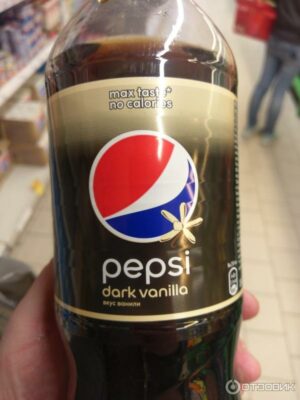 max taste*
no calories
pepsi
dark vanilla
вкус ванили
ОТЗОВИК